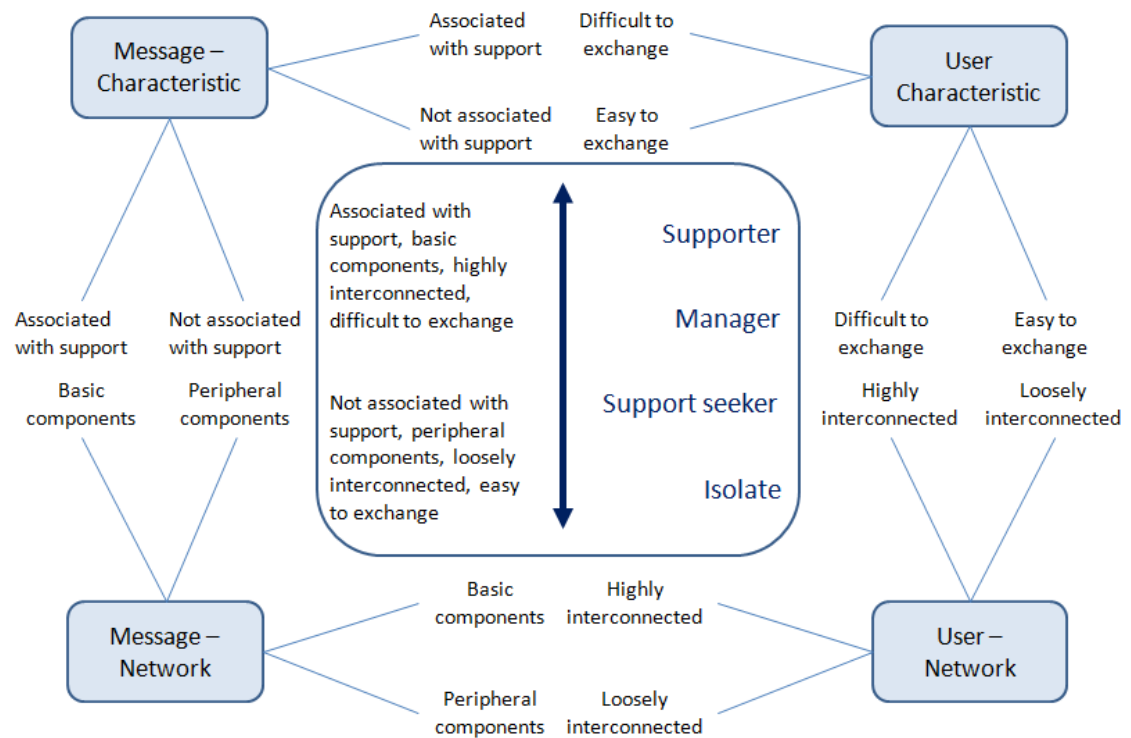 Message –
Characteristic
Associated
with support
Difficult to
exchange
User
Characteristic
Not associated
with support
Easy to
exchange
Associated with
support, basic
components, highly
interconnected,
difficult to exchange
Not associated with
support, peripheral
components, loosely
interconnected, easy
to exchange
Supporter
Manager
Support seeker
Isolate
Associated
with support
Not associated
with support
Basic
components
Peripheral
components
Difficult to
exchange
Easy to
exchange
Highly
interconnected
Loosely
interconnected
Message –
Network
Basic
components
Highly
interconnected
User –
Network
Peripheral
components
Loosely
interconnected